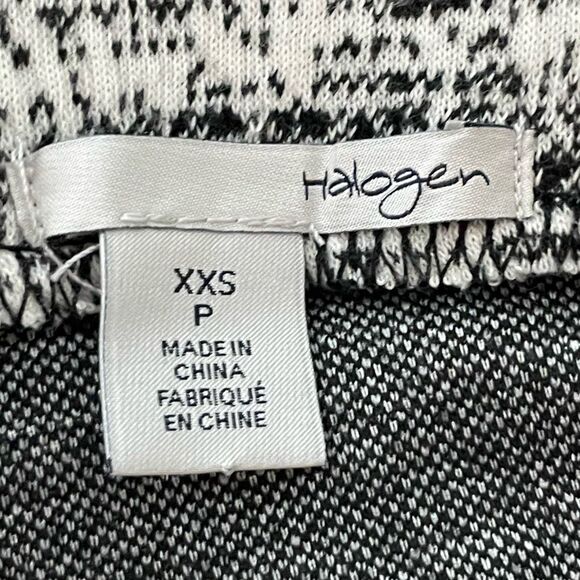 Halogen
XXS
P
MADE IN
CHINA
FABRIQUÉ
EN CHINE